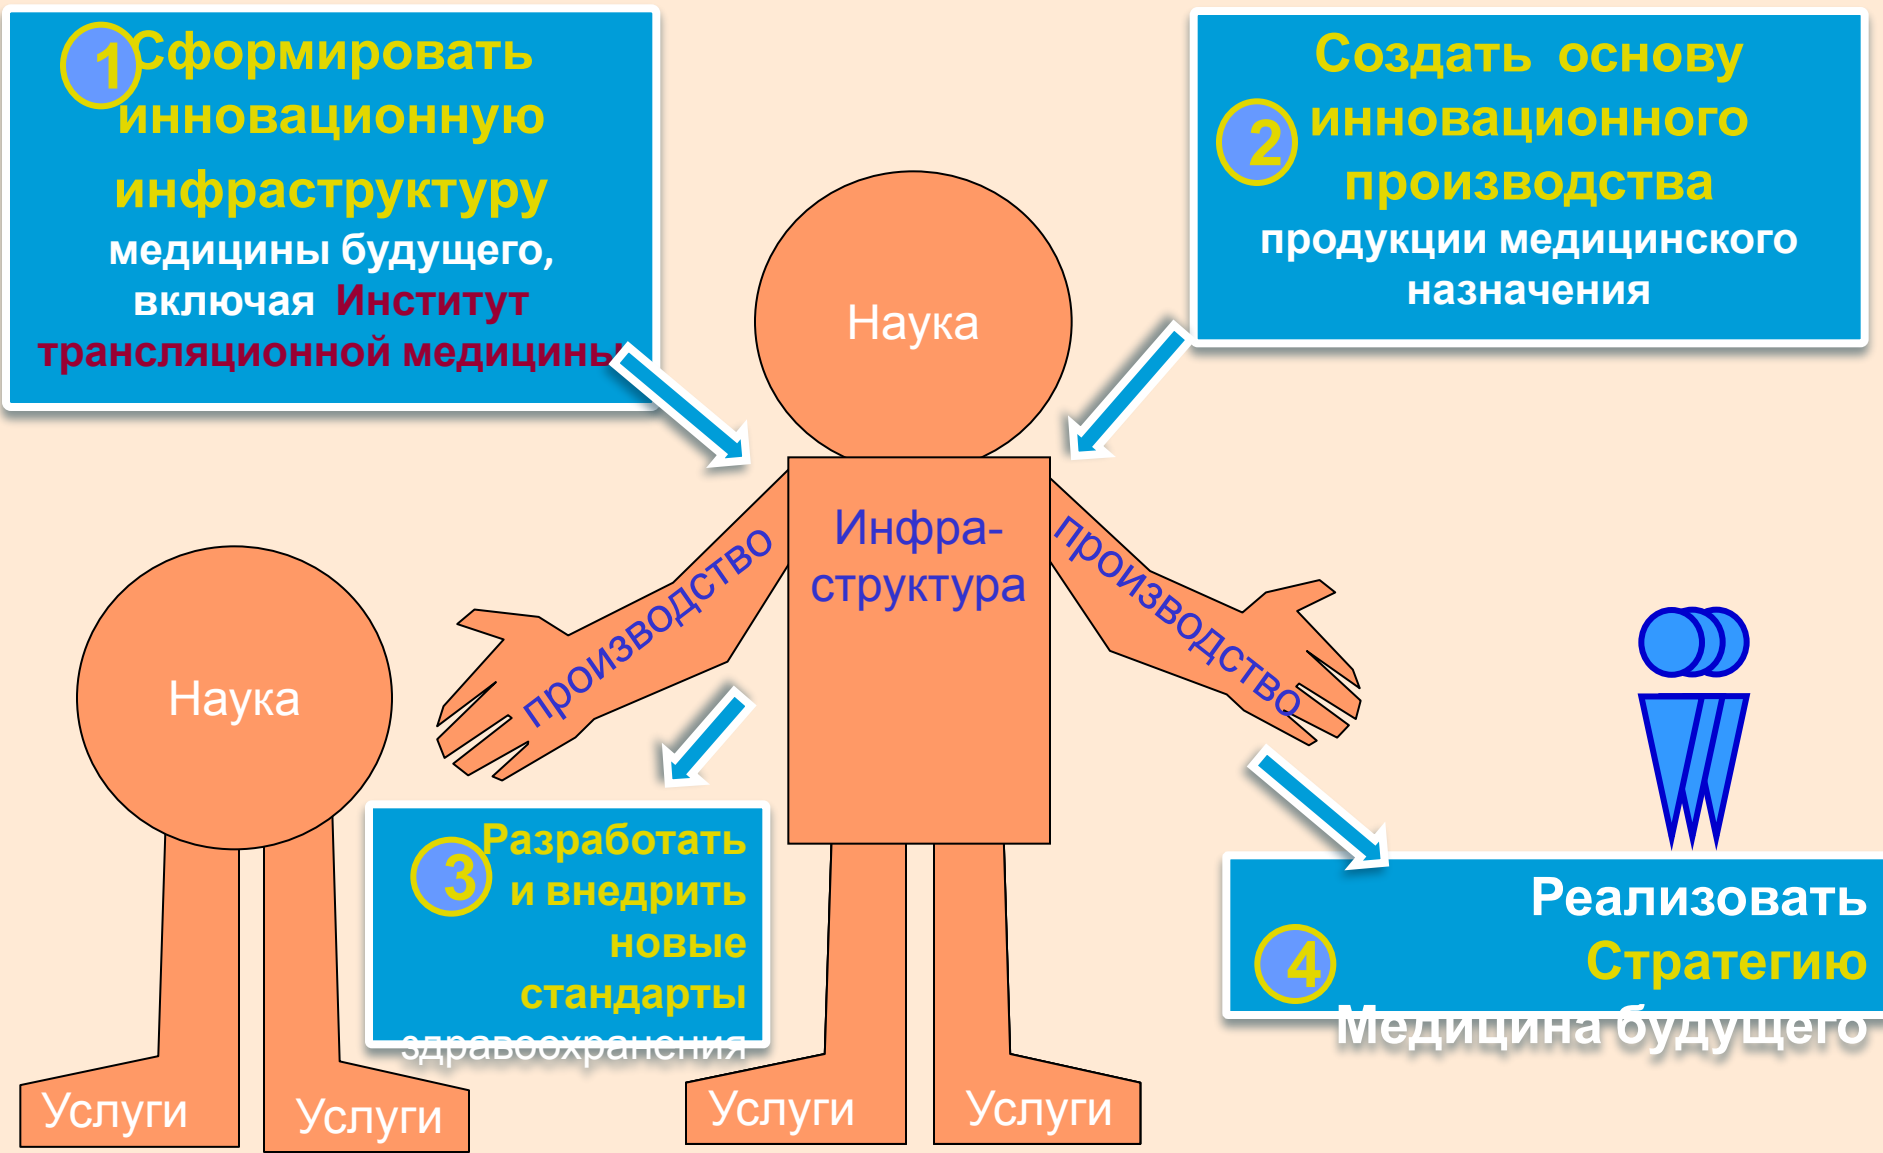 1
Сформировать
инновационную
инфраструктуру
медицины будущего,
включая Институт
трансляционной медицины
2
Создать основу
инновационного
производства
продукции медицинского
назначения
Наука
Инфра-
структура
производство
производство
Наука
3
Разработать
и внедрить
новые
стандарты
здравоохранения
4
Реализовать
Стратегию
Медицина будущего
Услуги
Услуги
Услуги
Услуги